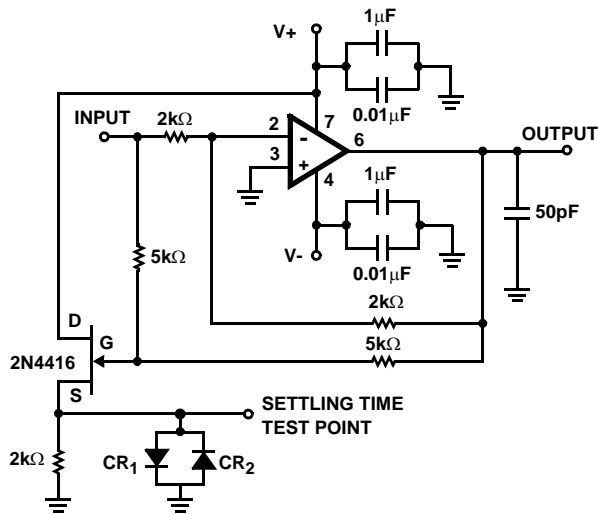 V+
1μF
0.01μF
INPUT
2kΩ
2
7
6
OUTPUT
-
3
+
4
1μF
50pF
V-
0.01μF
5kΩ
2kΩ
D
G
5kΩ
2N4416
S
SETTLING TIME
TEST POINT
2kΩ
CR1
CR2